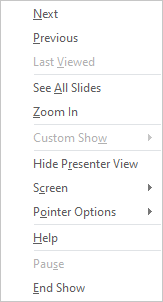 Next
Previous
Last Viewed
See All Slides
Zoom In
Custom Show
Hide Presenter View
Screen
Pointer Options
Help
Pause
End Show